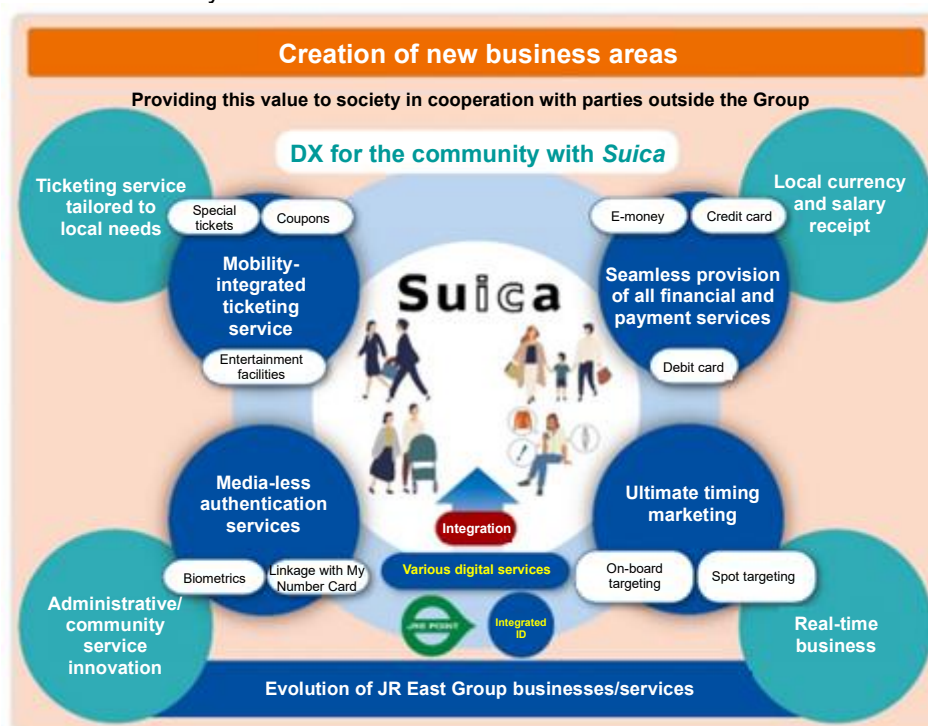 Creation of new business areas
Providing this value to society in cooperation with parties outside the Group
DX for the community with Suica
Ticketing service
tailored to
local needs
Special
tickets
Coupons
Mobility-
integrated
ticketing
service
Entertainment
facilities
Suica
E-money
Credit card
Seamless provision
of all financial and
payment services
Debit card
Local currency
and salary
receipt
Media-less
authentication
services
Biometrics
Linkage with My
Number Card
Administrative/
community
service
innovation
Integration
Various digital services
JRE POINT
Integrated
ID
Ultimate timing
marketing
On-board
targeting
Spot targeting
Real-time
business
Evolution of JR East Group businesses/services